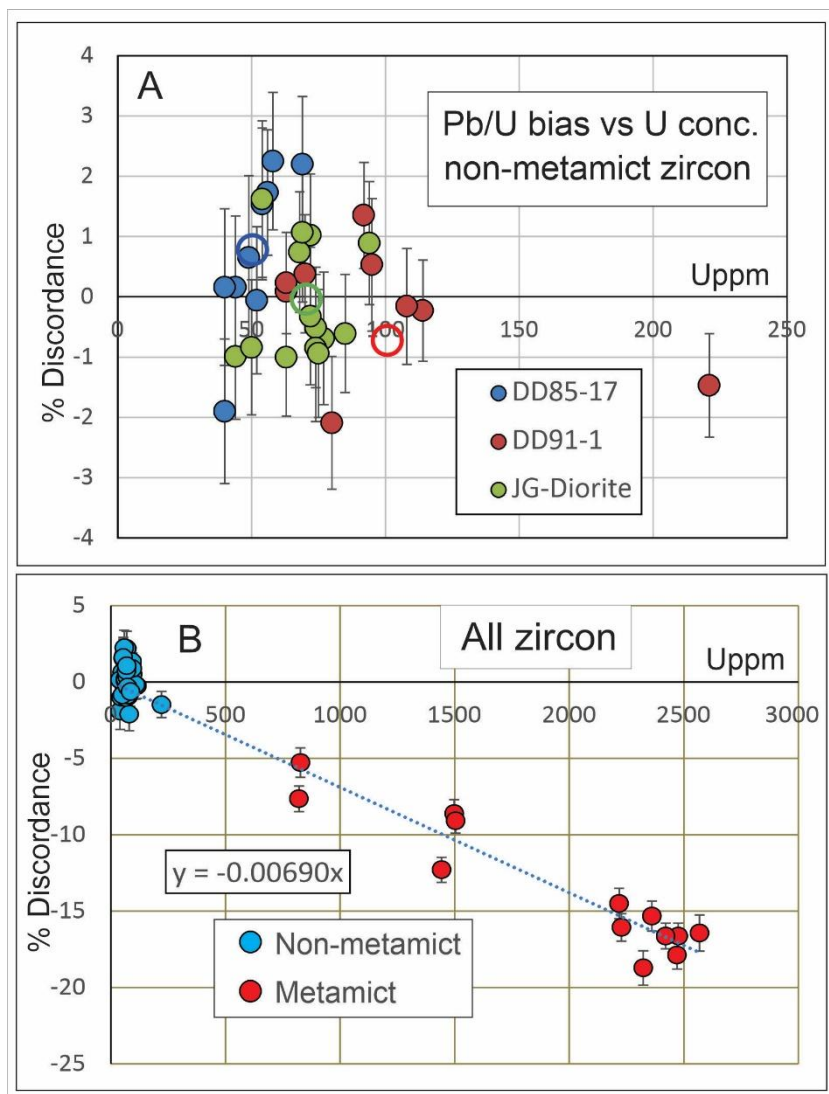 A
Pb/U bias vs U conc.
non-metamict zircon
% Discordance
Uppm
4
3
2
1
0
-1
-2
-3
-4
0
50
100
150
200
250
DD85-17
DD91-1
JG-Diorite
B
All zircon
% Discordance
Uppm
5
0
-5
-10
-15
-20
-25
0
500
1000
1500
2000
2500
3000
y = -0.00690x
Non-metamict
Metamict